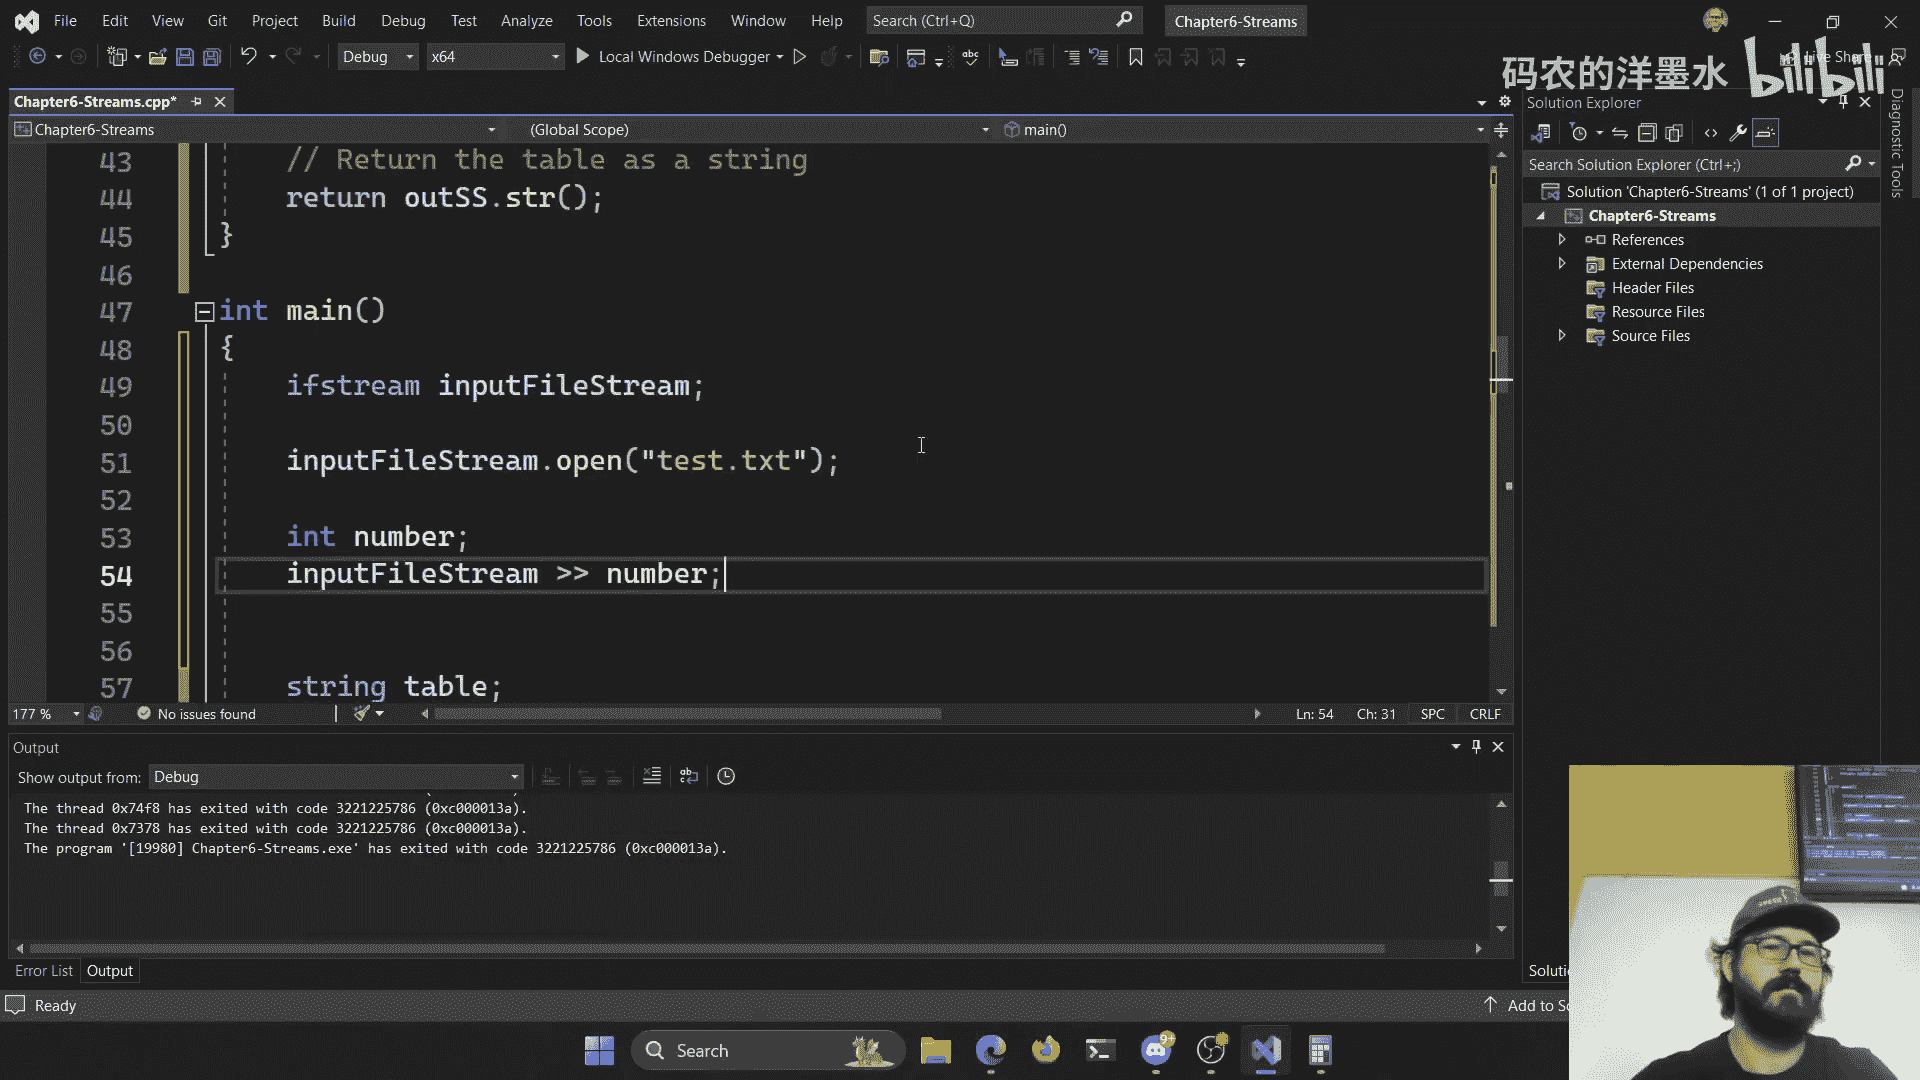 File Edit View Git Project Build Debug Test Analyze Tools Extensions Window Help Search (Ctrl+Q) Chapter6-Streams
Debug x64 Local Windows Debugger Live Share
码农的洋墨水 bilibili
Chapter6-Streams.cpp*
Chapter6-Streams (Global Scope) main()
43 // Return the table as a string
44 return outSS.str();
45 }
46
47 int main()
48 {
49 ifstream inputFileStream;
50
51 inputFileStream.open("test.txt");
52
53 int number;
54 inputFileStream >> number;
55
56
57 string table;
177 % No issues found Ln: 54 Ch: 31 SPC CRLF
Output
Show output from: Debug
The thread 0x74f8 has exited with code 3221225786 (0xc000013a).
The thread 0x7378 has exited with code 3221225786 (0xc000013a).
The program '[19980] Chapter6-Streams.exe' has exited with code 3221225786 (0xc000013a).
Error List Output
Solution Explorer
Search Solution Explorer (Ctrl+;)
Solution 'Chapter6-Streams' (1 of 1 project)
Chapter6-Streams
References
External Dependencies
Header Files
Resource Files
Source Files
Diagnostic Tools
Soluti
Ready Add to So
Search
9+